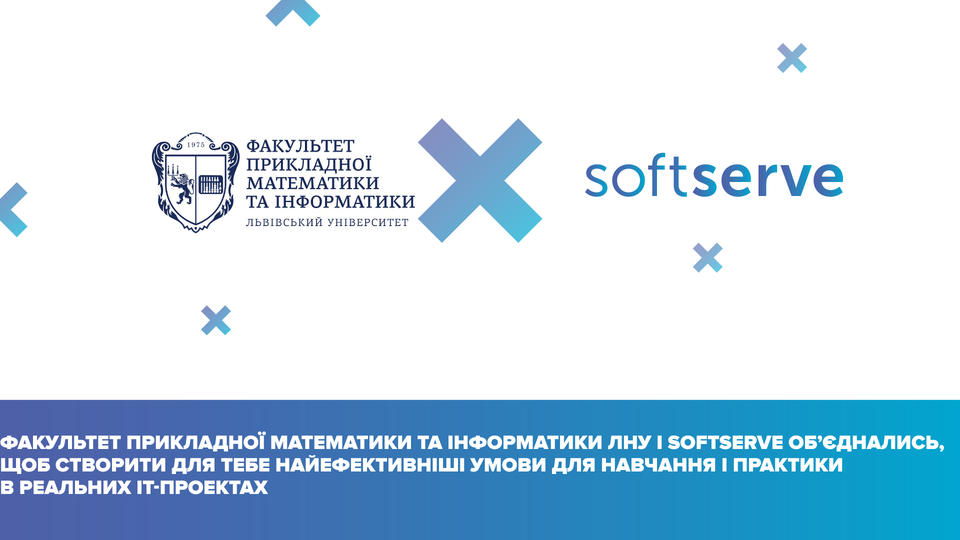 1975
ФАКУЛЬТЕТ
ПРИКЛАДНОЇ
МАТЕМАТИКИ
ТА ІНФОРМАТИКИ
ЛЬВІВСЬКИЙ УНІВЕРСИТЕТ
softserve
ФАКУЛЬТЕТ ПРИКЛАДНОЇ МАТЕМАТИКИ ТА ІНФОРМАТИКИ ЛНУ І SOFTSERVE ОБ’ЄДНАЛИСЬ,
ЩОБ СТВОРИТИ ДЛЯ ТЕБЕ НАЙЕФЕКТИВНІШІ УМОВИ ДЛЯ НАВЧАННЯ І ПРАКТИКИ
В РЕАЛЬНИХ ІТ-ПРОЕКТАХ